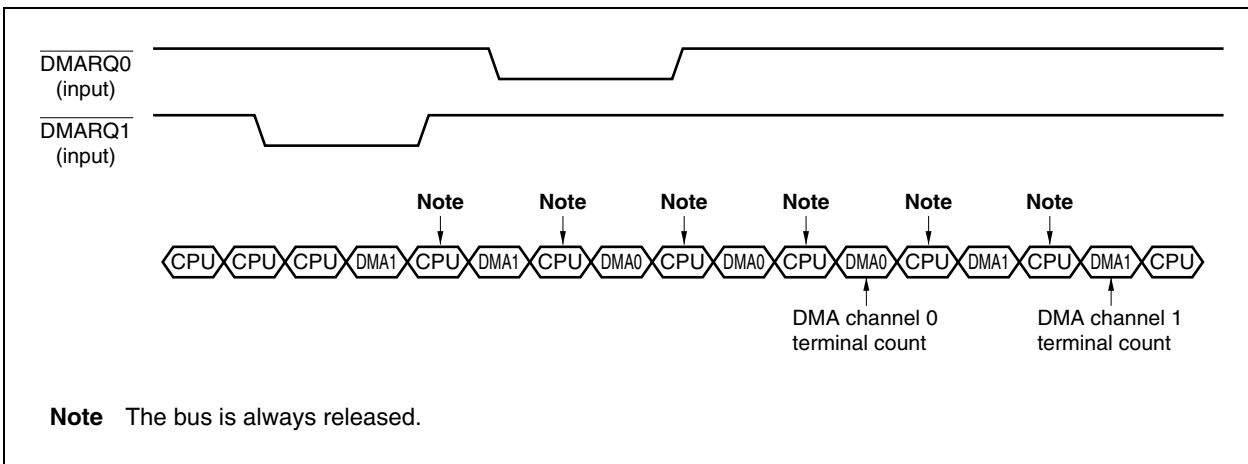 DMARQ0
(input)
DMARQ1
(input)
Note Note Note Note Note Note
CPU CPU CPU DMA1 CPU DMA1 CPU DMA0 CPU DMA0 CPU DMA0 CPU DMA1 CPU DMA1 CPU
DMA channel 0
terminal count
DMA channel 1
terminal count
Note The bus is always released.